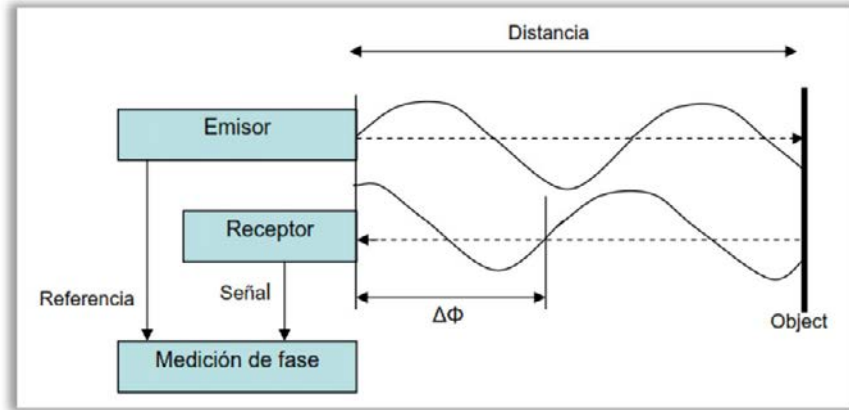 Distancia
Emisor
Receptor
Referencia
Señal
ΔΦ
Object
Medición de fase